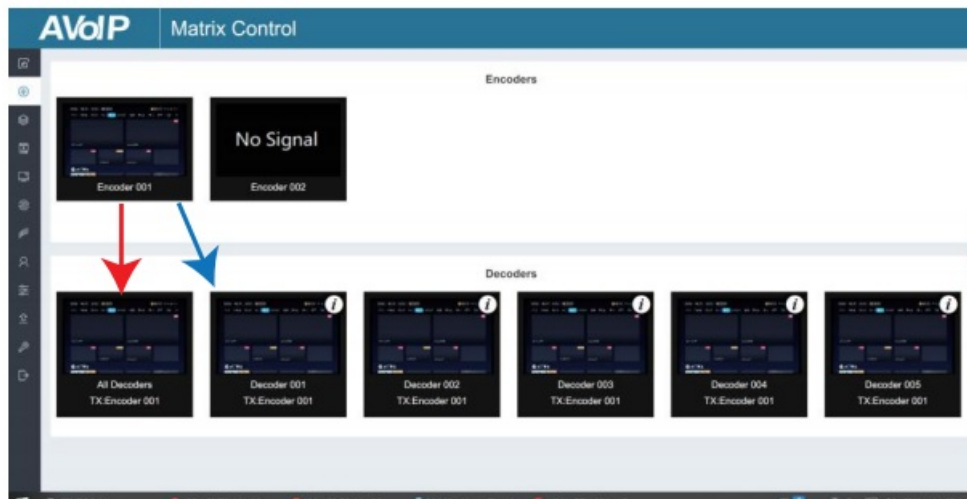 AVoIP Matrix Control
Encoders
No Signal
Encoder 001 Encoder 002
Decoders
i i i i i
All Decoders Decoder 001 Decoder 002 Decoder 003 Decoder 004 Decoder 005
TX:Encoder 001 TX:Encoder 001 TX:Encoder 001 TX:Encoder 001 TX:Encoder 001 TX:Encoder 001